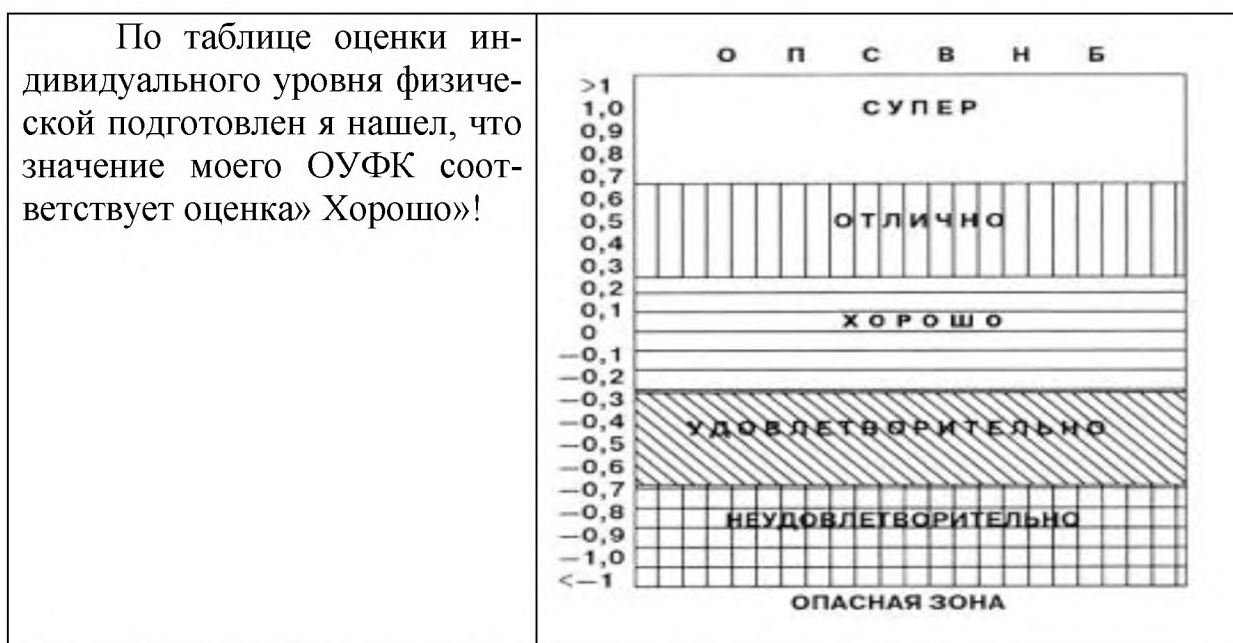 По таблице оценки ин-
дивидуального уровня физиче-
ской подготовлен я нашел, что
значение моего ОУФК соот-
ветствует оценка» Хорошо»!
О П С В Н Б
>1
1,0
0,9
0,8
0,7
0,6
0,5
0,4
0,3
0,2
0,1
0
–0,1
–0,2
–0,3
–0,4
–0,5
–0,6
–0,7
–0,8
–0,9
–1,0
<–1
СУПЕР
ОТЛИЧНО
ХОРОШО
УДОВЛЕТВОРИТЕЛЬНО
НЕУДОВЛЕТВОРИТЕЛЬНО
ОПАСНАЯ ЗОНА